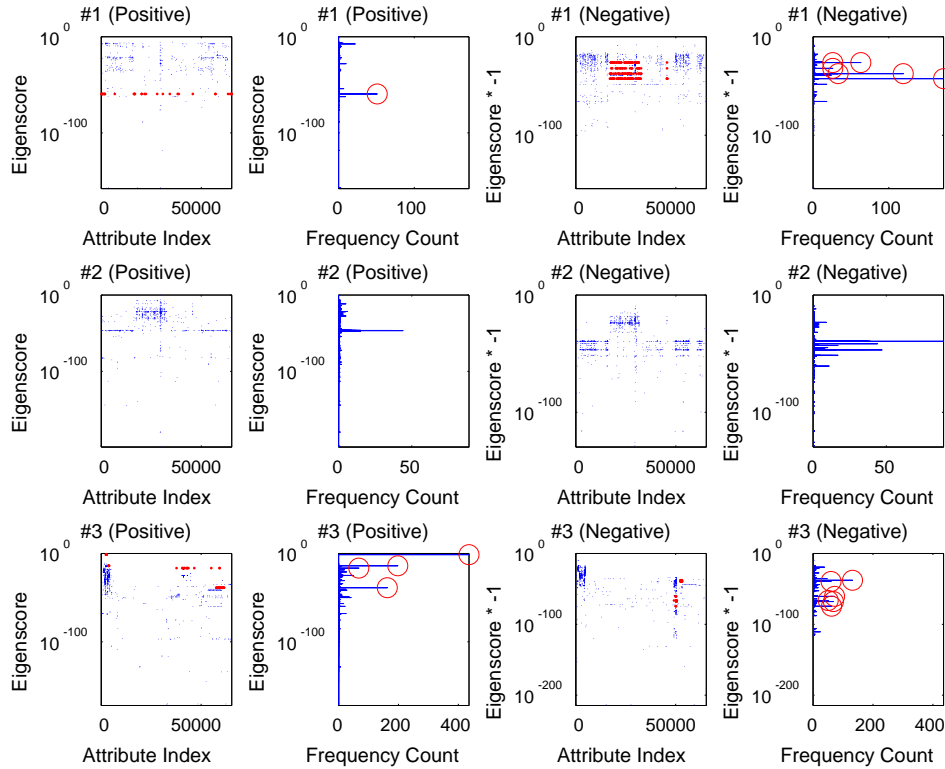 #1 (Positive)
#1 (Positive)
#1 (Negative)
#1 (Negative)
Eigenscore
10^0
10^-100
0 50000
Attribute Index
Eigenscore
10^0
10^-100
0 100
Frequency Count
Eigenscore * -1
10^0
10^-100
0 50000
Attribute Index
Eigenscore * -1
10^0
10^-100
0 100
Frequency Count
#2 (Positive)
#2 (Positive)
#2 (Negative)
#2 (Negative)
Eigenscore
10^0
10^-100
0 50000
Attribute Index
Eigenscore
10^0
10^-100
0 50
Frequency Count
Eigenscore * -1
10^0
10^-100
0 50000
Attribute Index
Eigenscore * -1
10^0
10^-100
0 50
Frequency Count
#3 (Positive)
#3 (Positive)
#3 (Negative)
#3 (Negative)
Eigenscore
10^0
10^-100
0 50000
Attribute Index
Eigenscore
10^0
10^-100
0 200 400
Frequency Count
Eigenscore * -1
10^0
10^-100
10^-200
0 50000
Attribute Index
Eigenscore * -1
10^0
10^-100
10^-200
0 200 400
Frequency Count